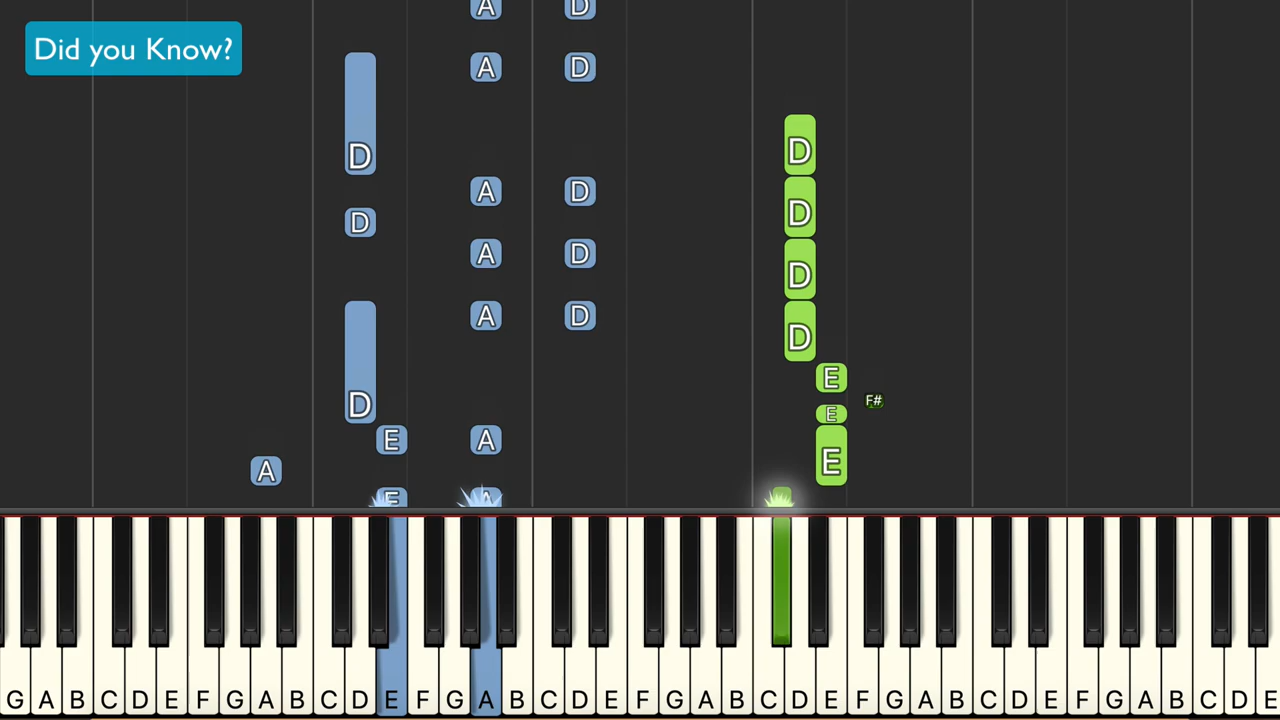 Did you Know?
A D
D A D D
A D D
D A D D
A D D
D E
E F#
E
E A E
A
E A
G A B C D E F G A B C D E F G A B C D E F G A B C D E F G A B C D E F G A B C D E